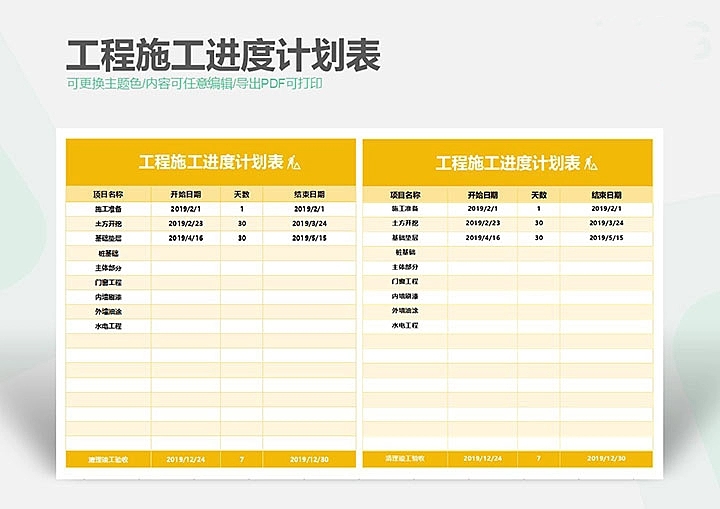 工程施工进度计划表
可更换主题色/内容可任意编辑/导出PDF可打印
工程施工进度计划表
项目名称 开始日期 天数 结束日期
施工准备 2019/2/1 1 2019/2/1
土方开挖 2019/2/23 30 2019/3/24
基础垫层 2019/4/16 30 2019/5/15
桩基础
主体部分
门窗工程
内墙刷漆
外墙油涂
水电工程
清理竣工验收 2019/12/24 7 2019/12/30
工程施工进度计划表
项目名称 开始日期 天数 结束日期
施工准备 2019/2/1 1 2019/2/1
土方开挖 2019/2/23 30 2019/3/24
基础垫层 2019/4/16 30 2019/5/15
桩基础
主体部分
门窗工程
内墙刷漆
外墙油涂
水电工程
清理竣工验收 2019/12/24 7 2019/12/30